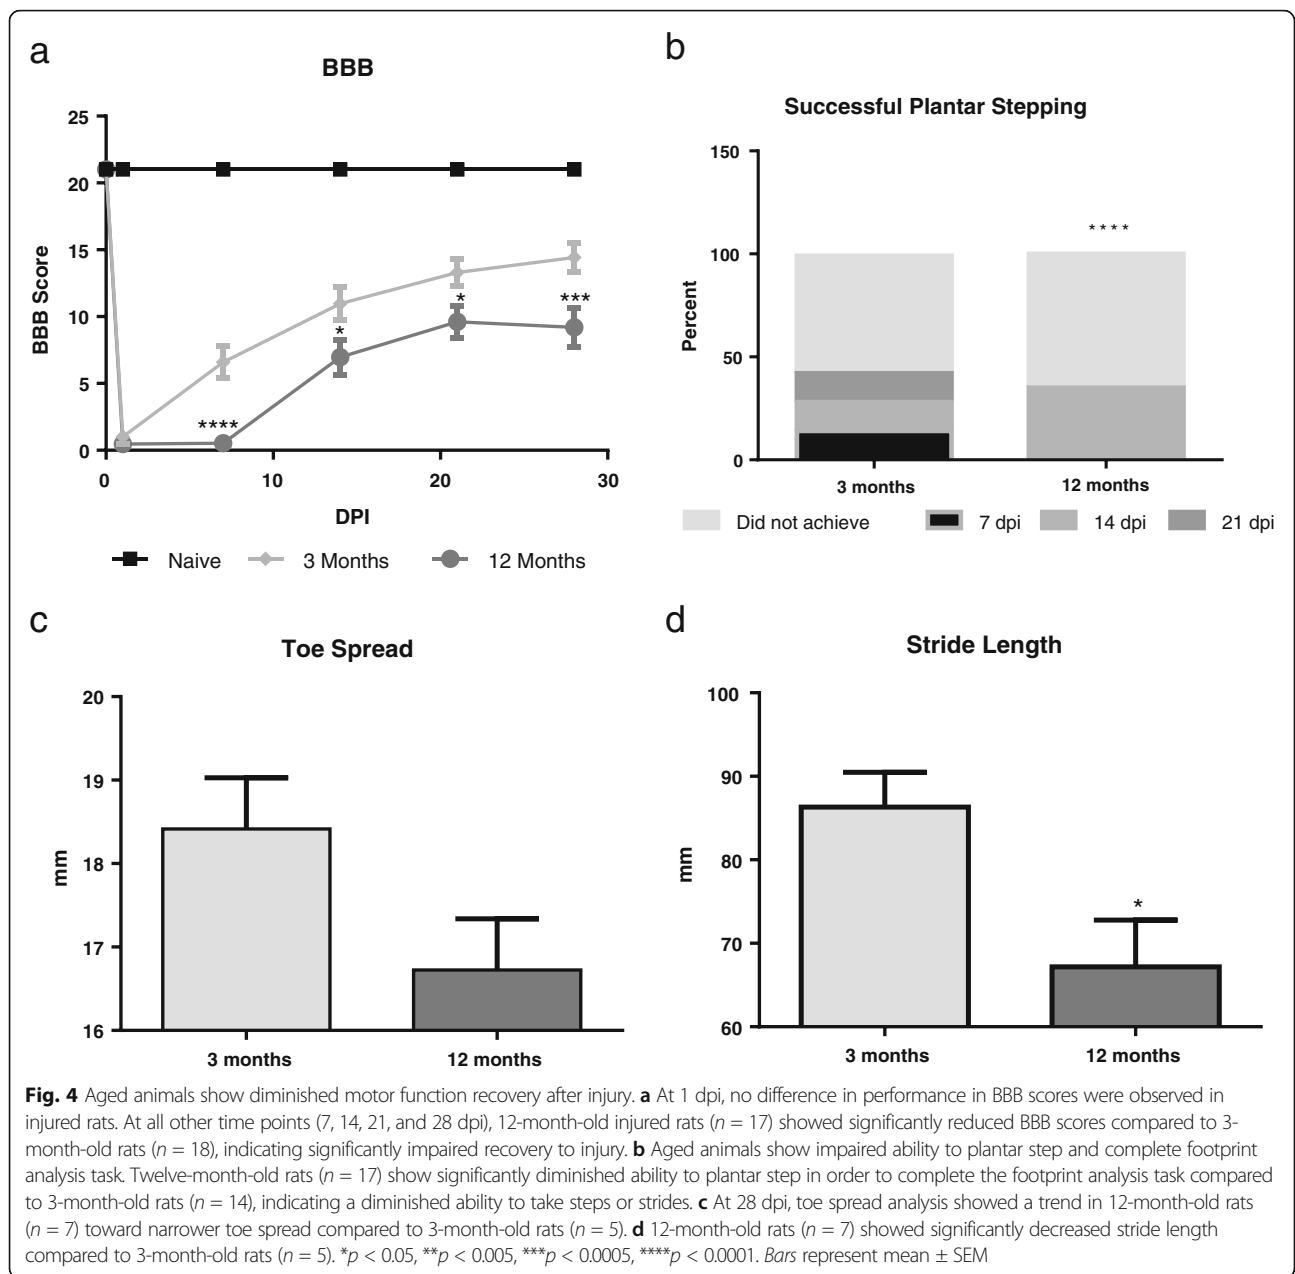 a
BBB
25
20
15
10
5
0
BBB Score
****
*
*
***
0 10 20 30
DPI
Naive 3 Months 12 Months
b
Successful Plantar Stepping
150
100
50
0
Percent
****
3 months 12 months
Did not achieve 7 dpi 14 dpi 21 dpi
c
Toe Spread
20
19
18
17
16
mm
3 months 12 months
d
Stride Length
100
90
80
70
60
mm
*
3 months 12 months
Fig. 4 Aged animals show diminished motor function recovery after injury. a At 1 dpi, no difference in performance in BBB scores were observed in
injured rats. At all other time points (7, 14, 21, and 28 dpi), 12-month-old injured rats (n = 17) showed significantly reduced BBB scores compared to 3-
month-old rats (n = 18), indicating significantly impaired recovery to injury. b Aged animals show impaired ability to plantar step and complete footprint
analysis task. Twelve-month-old rats (n = 17) show significantly diminished ability to plantar step in order to complete the footprint analysis task compared
to 3-month-old rats (n = 14), indicating a diminished ability to take steps or strides. c At 28 dpi, toe spread analysis showed a trend in 12-month-old rats
(n = 7) toward narrower toe spread compared to 3-month-old rats (n = 5). d 12-month-old rats (n = 7) showed significantly decreased stride length
compared to 3-month-old rats (n = 5). *p < 0.05, **p < 0.005, ***p < 0.0005, ****p < 0.0001. Bars represent mean ± SEM